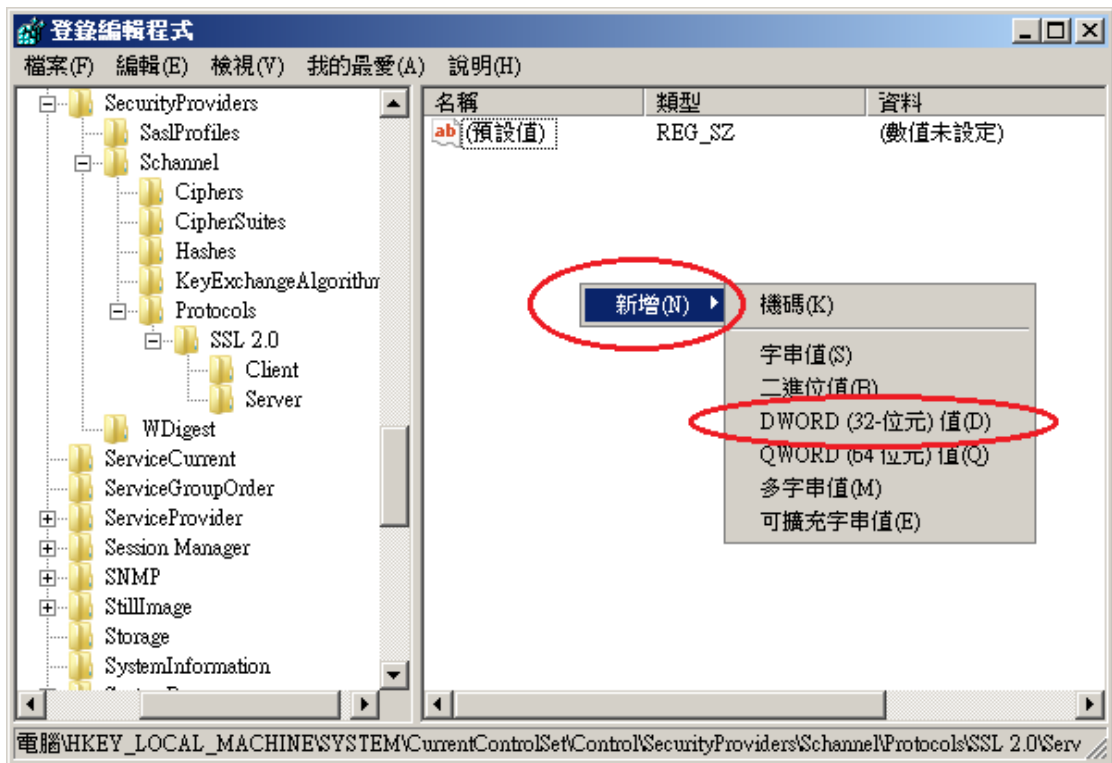 登錄編輯程式
檔案(F) 編輯(E) 檢視(V) 我的最愛(A) 說明(H)
SecurityProviders
SaslProfiles
Schannel
Ciphers
CipherSuites
Hashes
KeyExchangeAlgorithm
Protocols
SSL 2.0
Client
Server
WDigest
ServiceCurrent
ServiceGroupOrder
ServiceProvider
Session Manager
SNMP
StillImage
Storage
SystemInformation
名稱 類型 資料
ab (預設值) REG_SZ (數值未設定)
新增(N)
機碼(K)
字串值(S)
二進位值(B)
DWORD (32-位元) 值(D)
QWORD (64 位元) 值(Q)
多字串值(M)
可擴充字串值(E)
電腦\HKEY_LOCAL_MACHINE\SYSTEM\CurrentControlSet\Control\SecurityProviders\Schannel\Protocols\SSL 2.0\Serv